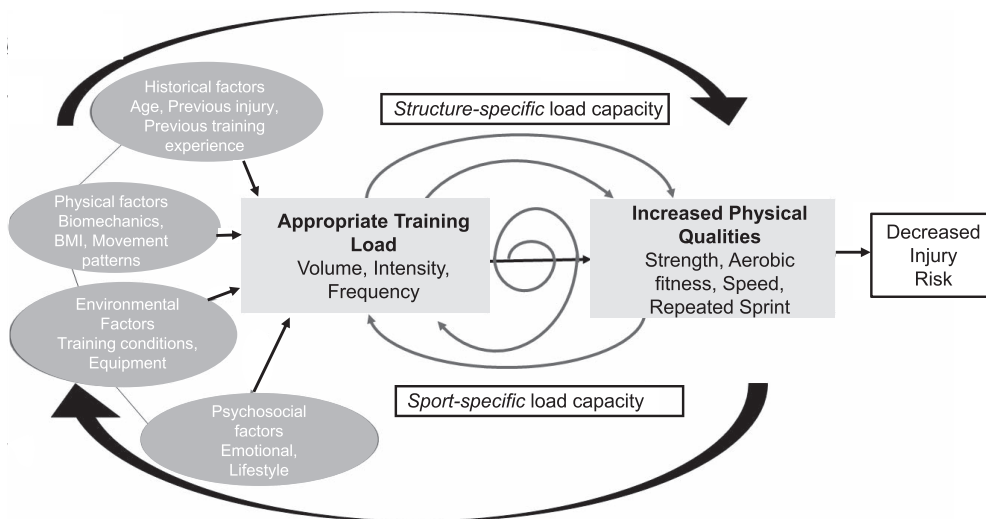 Historical factors
Age, Previous injury,
Previous training
experience
Structure-specific load capacity
Physical factors
Biomechanics,
BMI, Movement
patterns
Appropriate Training
Load
Volume, Intensity,
Frequency
Increased Physical
Qualities
Strength, Aerobic
fitness, Speed,
Repeated Sprint
Decreased
Injury
Risk
Environmental
Factors
Training conditions,
Equipment
Sport-specific load capacity
Psychosocial
factors
Emotional,
Lifestyle